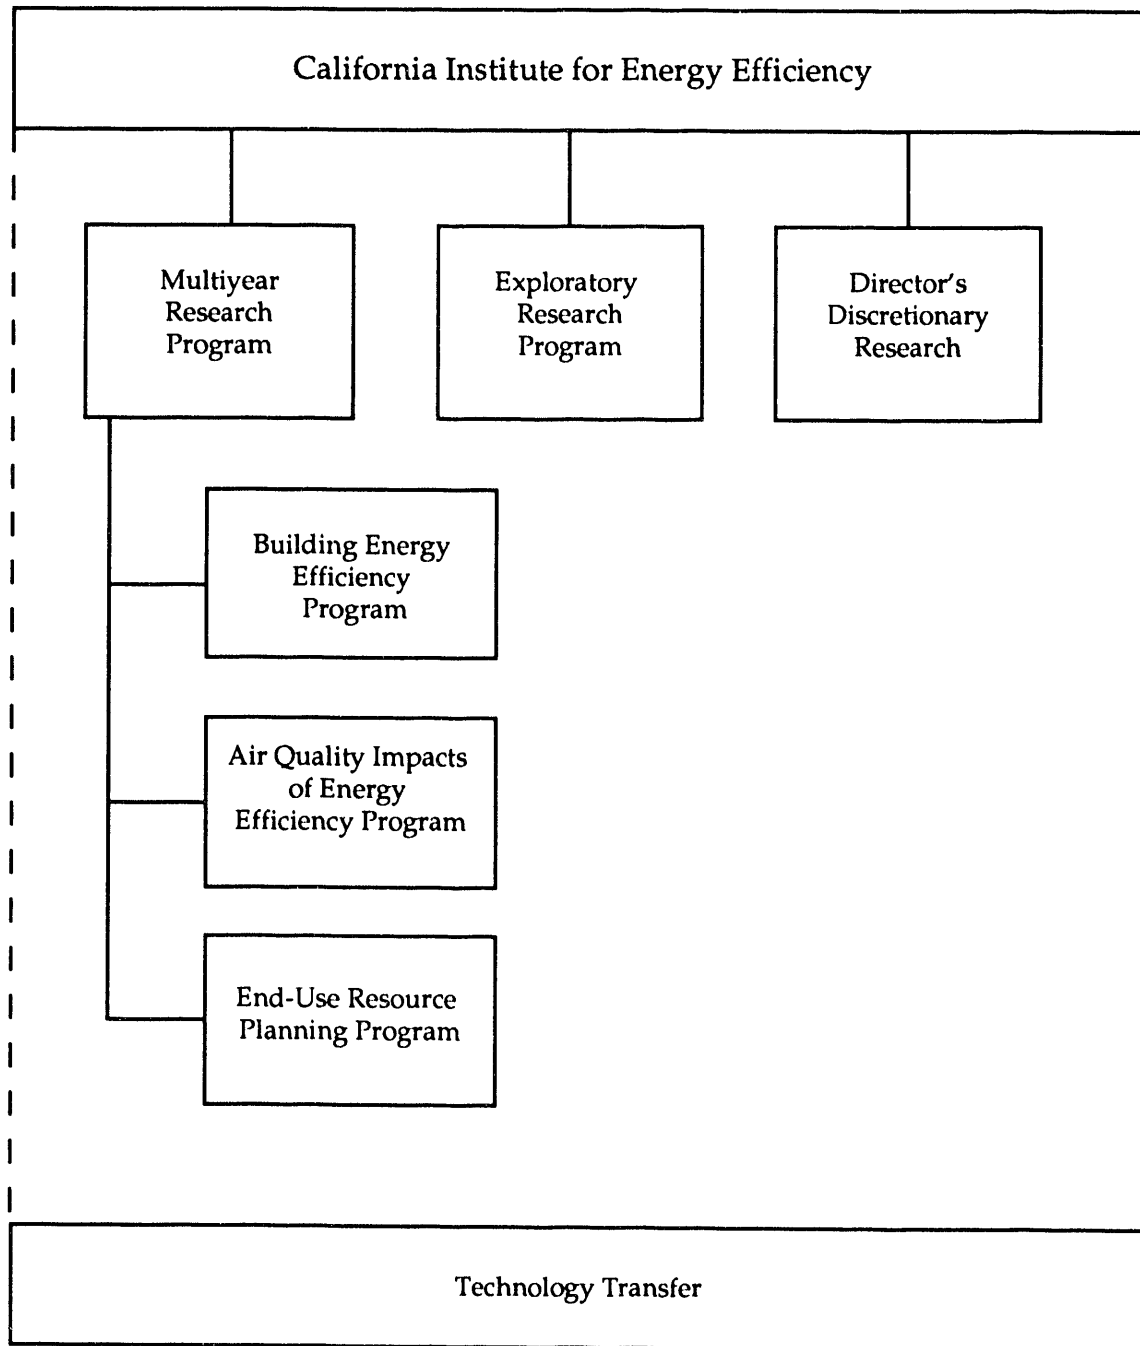 California Institute for Energy Efficiency
Multiyear
Research
Program
Exploratory
Research
Program
Director's
Discretionary
Research
Building Energy
Efficiency
Program
Air Quality Impacts
of Energy
Efficiency Program
End-Use Resource
Planning Program
Technology Transfer